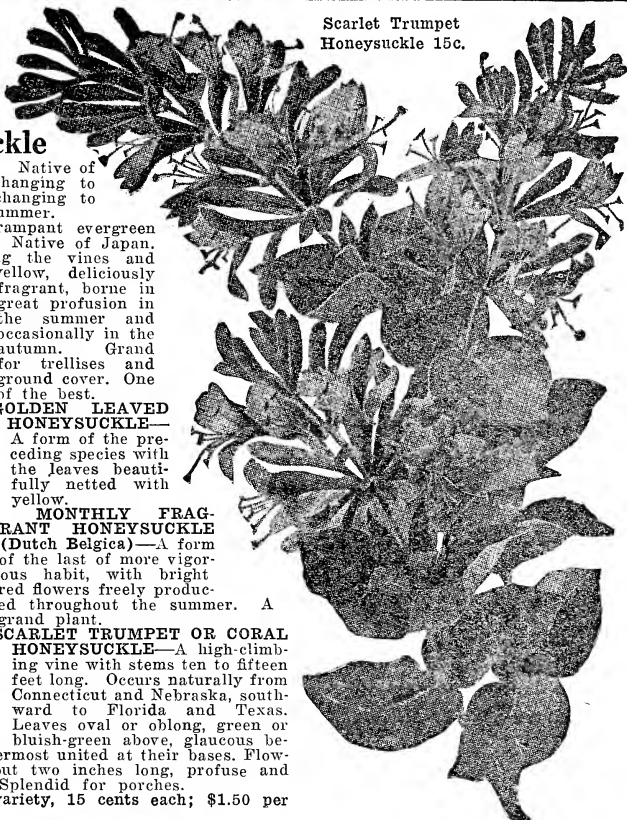 Scarlet Trumpet
Honeysuckle 15c.
ckle
Native of
hanging to
changing to
ummer.
rampant evergreen
Native of Japan.
g the vines and
yellow, deliciously
fragrant, borne in
great profusion in
the summer and
occasionally in the
autumn. Grand
for trellises and
ground cover. One
of the best.
GOLDEN LEAVED
HONEYSUCKLE—
A form of the pre-
ceding species with
the leaves beauti-
fully netted with
yellow.
MONTHLY FRAG-
RANT HONEYSUCKLE
(Dutch Belgica)—A form
of the last of more vigor-
ous habit, with bright
red flowers freely produc-
ed throughout the summer. A
grand plant.
SCARLET TRUMPET OR CORAL
HONEYSUCKLE—A high-climb-
ing vine with stems ten to fifteen
feet long. Occurs naturally from
Connecticut and Nebraska, south-
ward to Florida and Texas.
Leaves oval or oblong, green or
bluish-green above, glaucous be-
ermost united at their bases. Flow-
out two inches long, profuse and
Splendid for porches.
variety, 15 cents each; $1.50 per